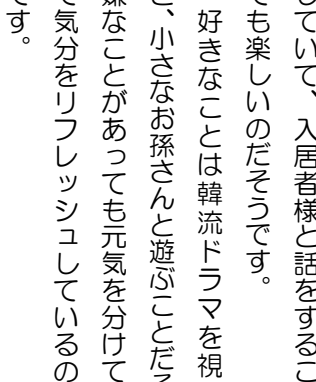 していて、入居者様と話をするこ
ても楽しいのだそうです。
好きなことは韓流ドラマを視
と、小さなお孫さんと遊ぶことだそ
嫌なことがあっても元気を分けて
て気分をリフレッシュしているの
です。